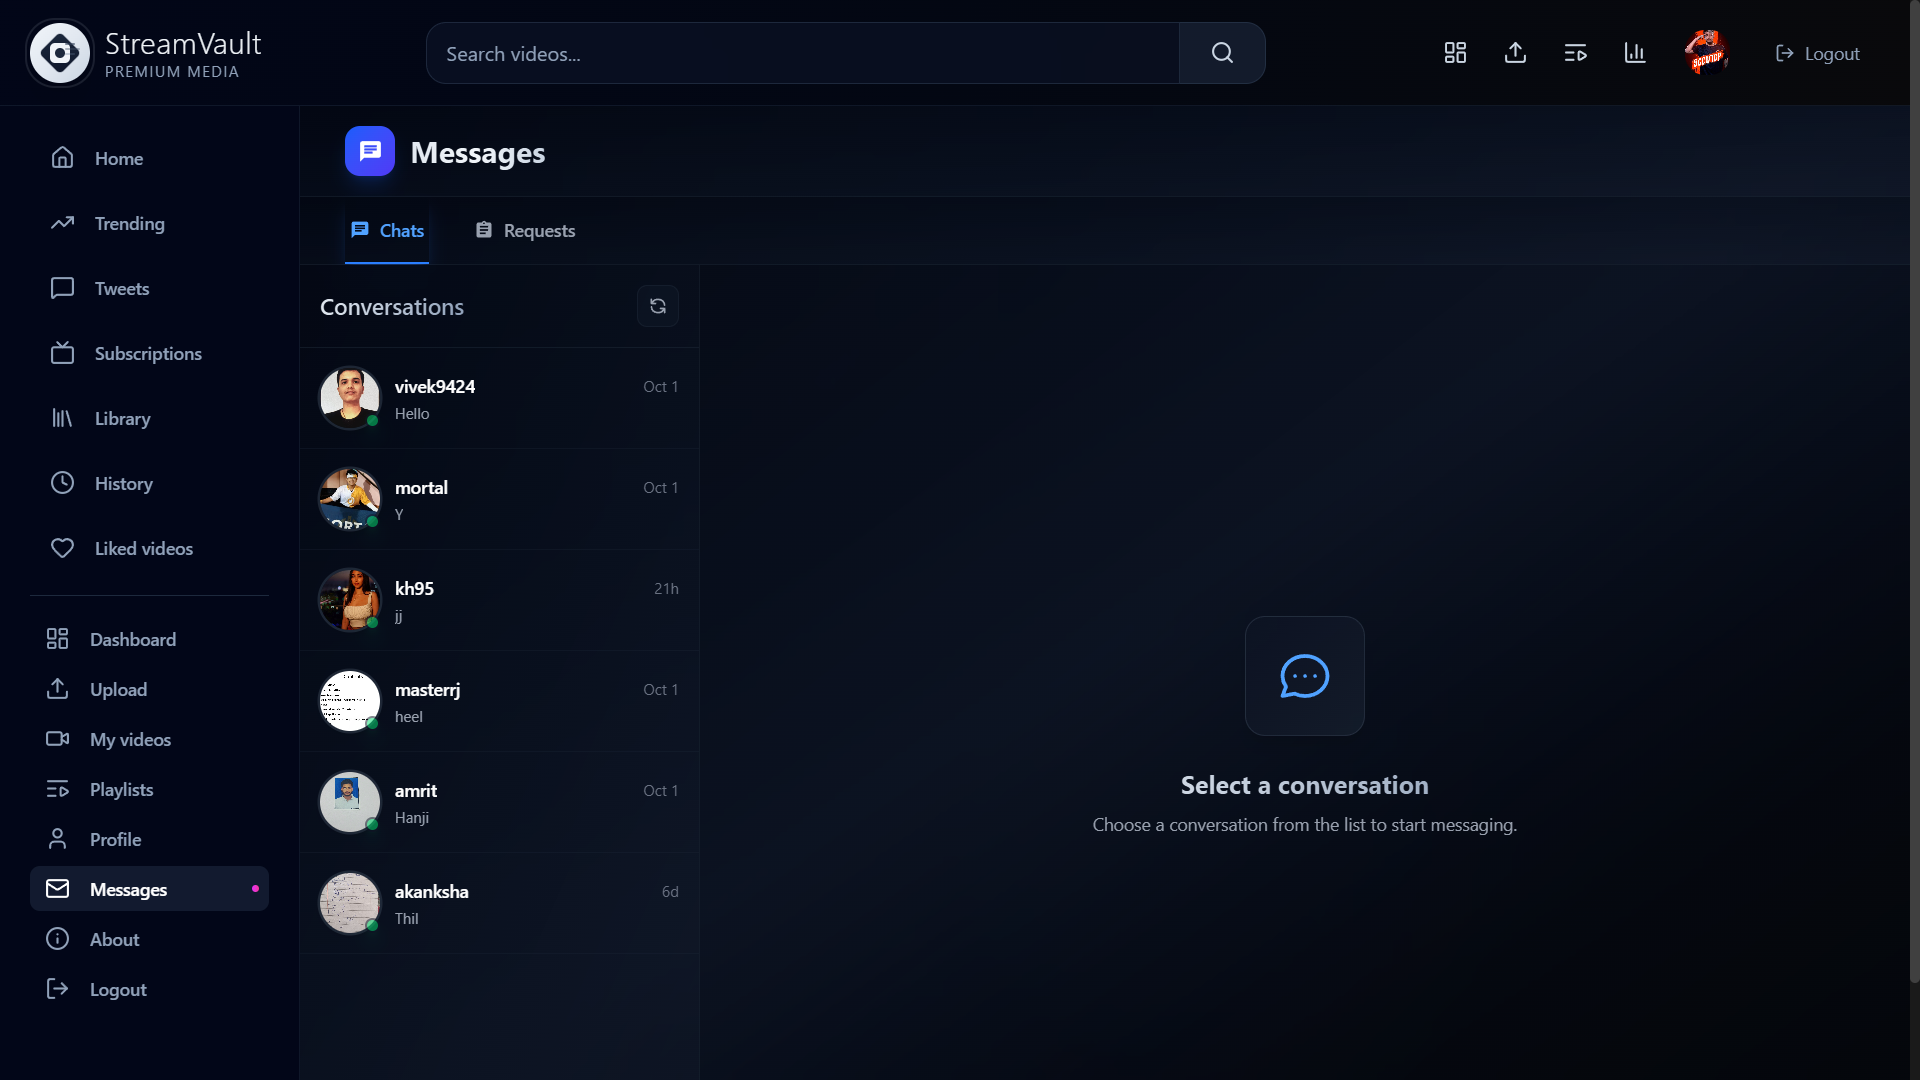 StreamVault
PREMIUM MEDIA
Search videos...
Logout
Home
Trending
Tweets
Subscriptions
Library
History
Liked videos
Dashboard
Upload
My videos
Playlists
Profile
Messages
About
Logout
Messages
Chats
Requests
Conversations
vivek9424
Oct 1
Hello
mortal
Oct 1
Y
kh95
21h
jj
masterrj
Oct 1
heel
amrit
Oct 1
Hanji
akanksha
6d
Thil
Select a conversation
Choose a conversation from the list to start messaging.